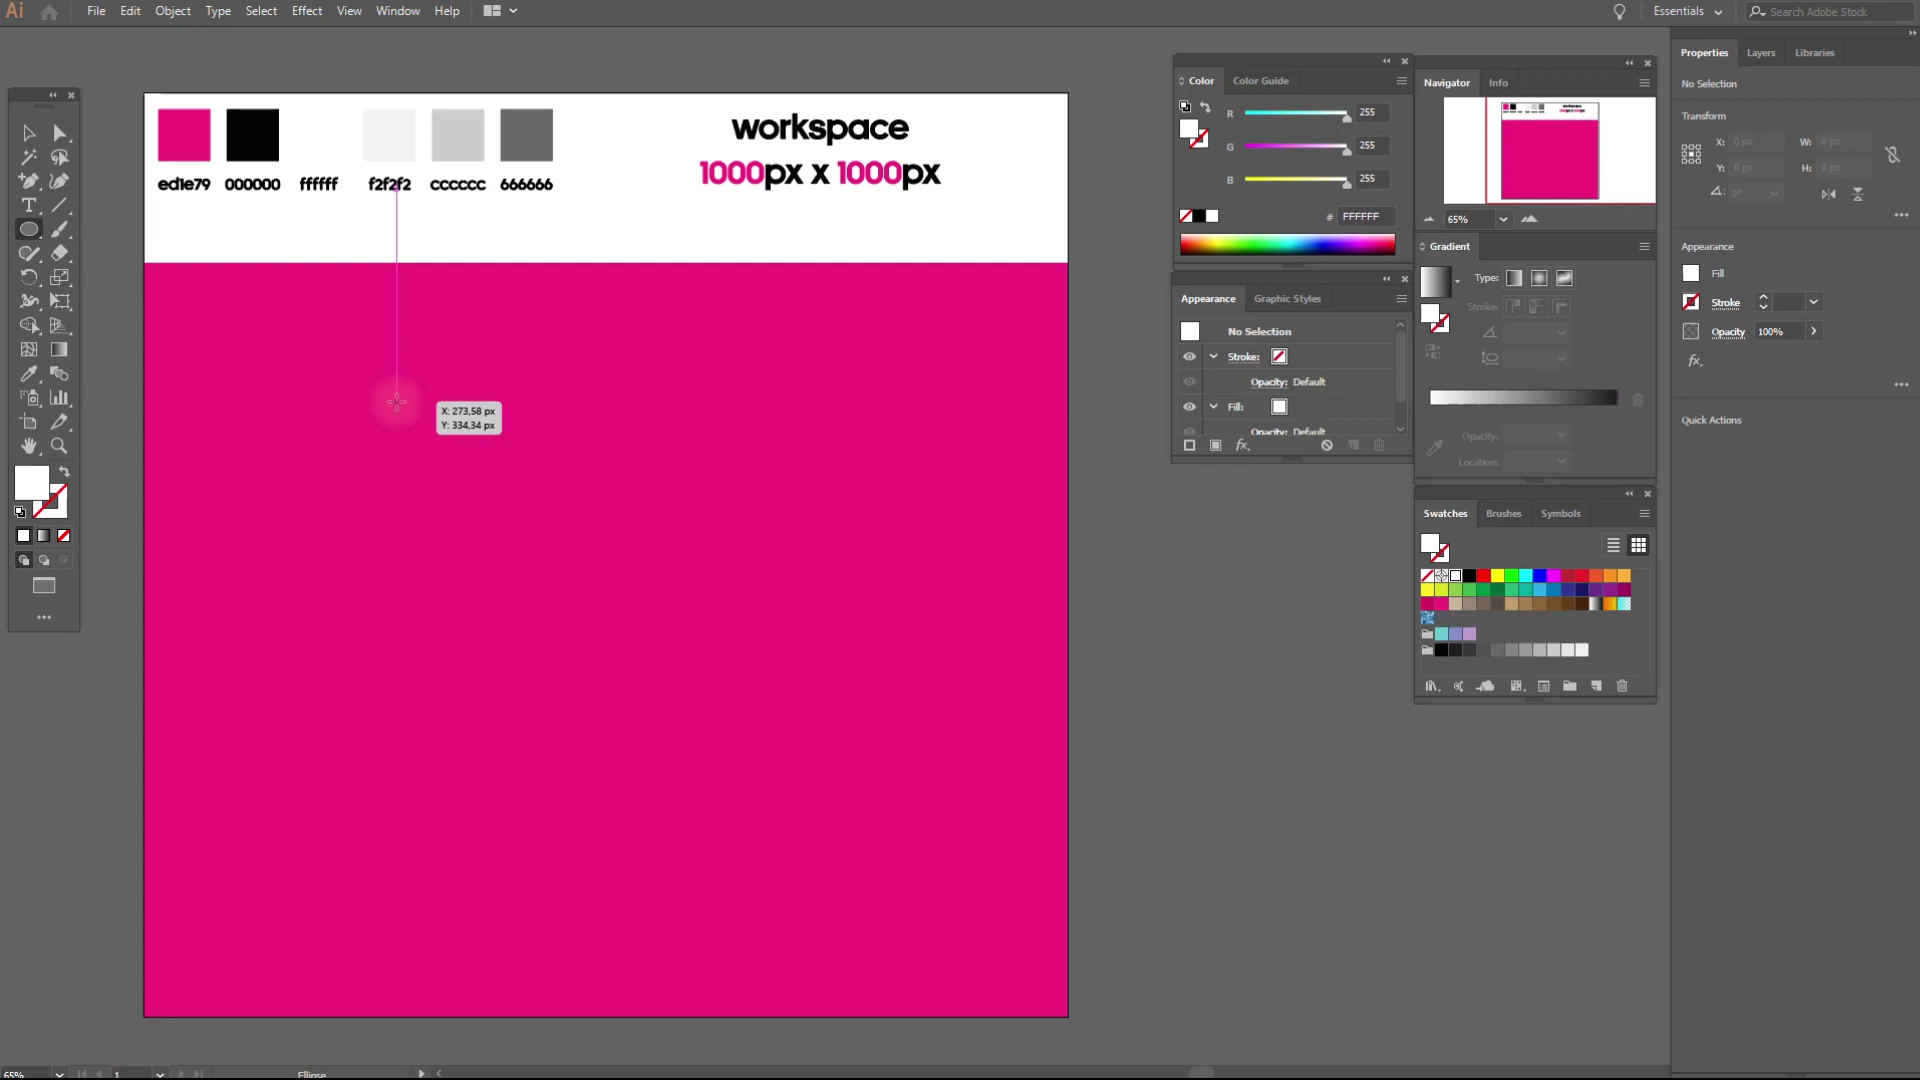 Ai File Edit Object Type Select Effect View Window Help
Essentials
Search Adobe Stock
ed1e79 000000 ffffff f2f2f2 cccccc 666666
workspace
1000px x 1000px
X: 273,58 px
Y: 334,34 px
Color Color Guide
R 255
G 255
B 255
# FFFFFF
Appearance Graphic Styles
No Selection
Stroke:
Opacity: Default
Fill:
Opacity: Default
fx.
Navigator Info
65%
Gradient
Type:
Stroke:
Opacity:
Location:
Swatches Brushes Symbols
Properties Layers Libraries
No Selection
Transform
X: 0 px W: 0 px
Y: 0 px H: 0 px
0°
Appearance
Fill
Stroke
Opacity 100%
fx.
Quick Actions
65% 1 Ellipse